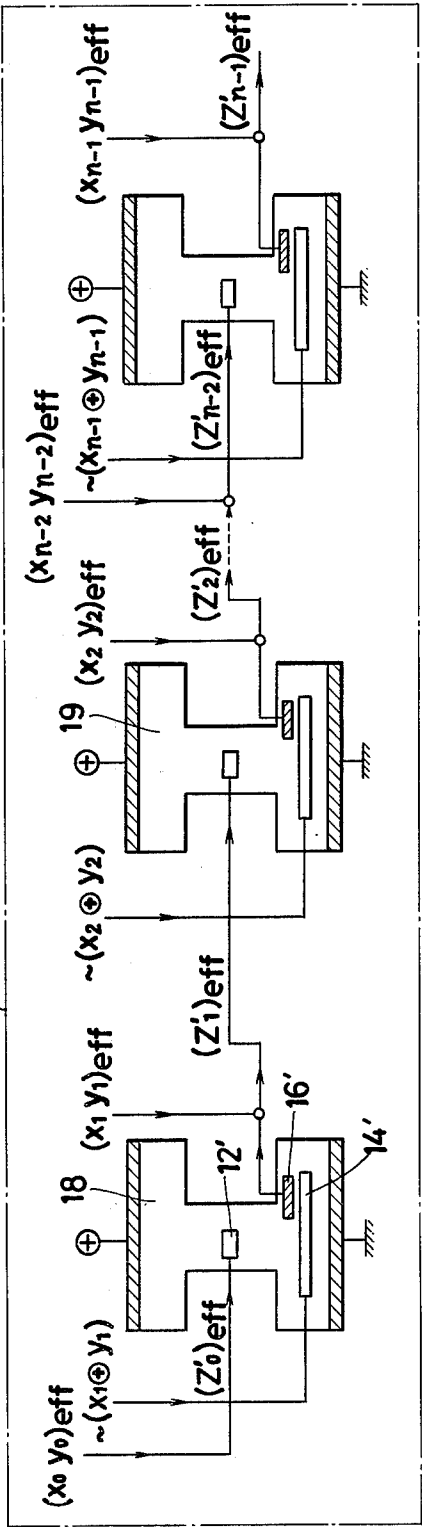 (x₀ y₀)eff
~(x₁ ⊕ y₁)
(Z'₀)eff
⊕
18
12'
16'
14'
(x₁ y₁)eff
(Z'₁)eff
~(x₂ ⊕ y₂)
⊕
19
(x₂ y₂)eff
(Z'₂)eff
(xₙ₋₂ yₙ₋₂)eff
~(xₙ₋₁ ⊕ yₙ₋₁)
(Z'ₙ₋₂)eff
⊕
(xₙ₋₁ yₙ₋₁)eff
(Z'ₙ₋₁)eff